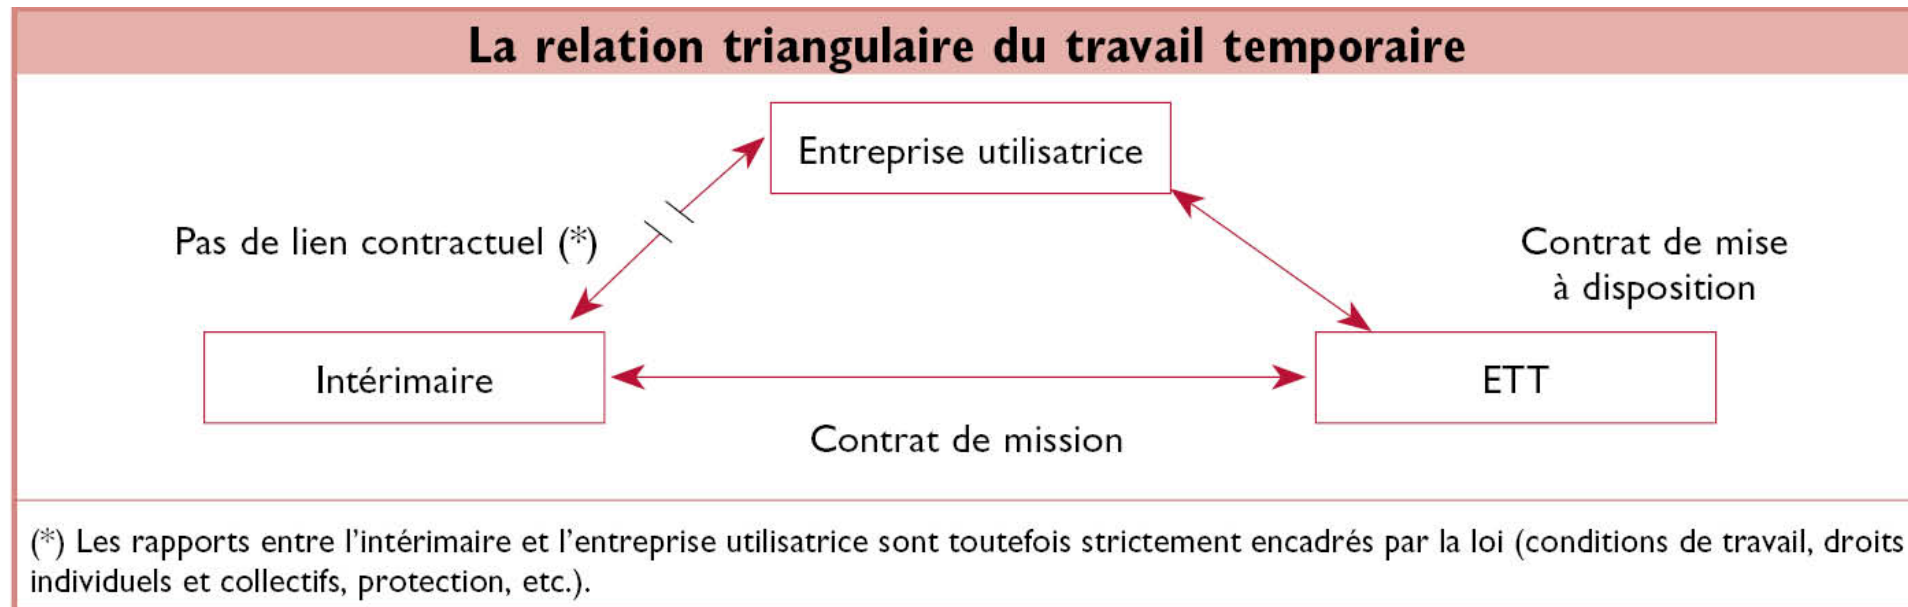 La relation triangulaire du travail temporaire
Entreprise utilisatrice
Pas de lien contractuel (*)
Contrat de mise
à disposition
Intérimaire
ETT
Contrat de mission
(*) Les rapports entre l'intérimaire et l'entreprise utilisatrice sont toutefois strictement encadrés par la loi (conditions de travail, droits
individuels et collectifs, protection, etc.).